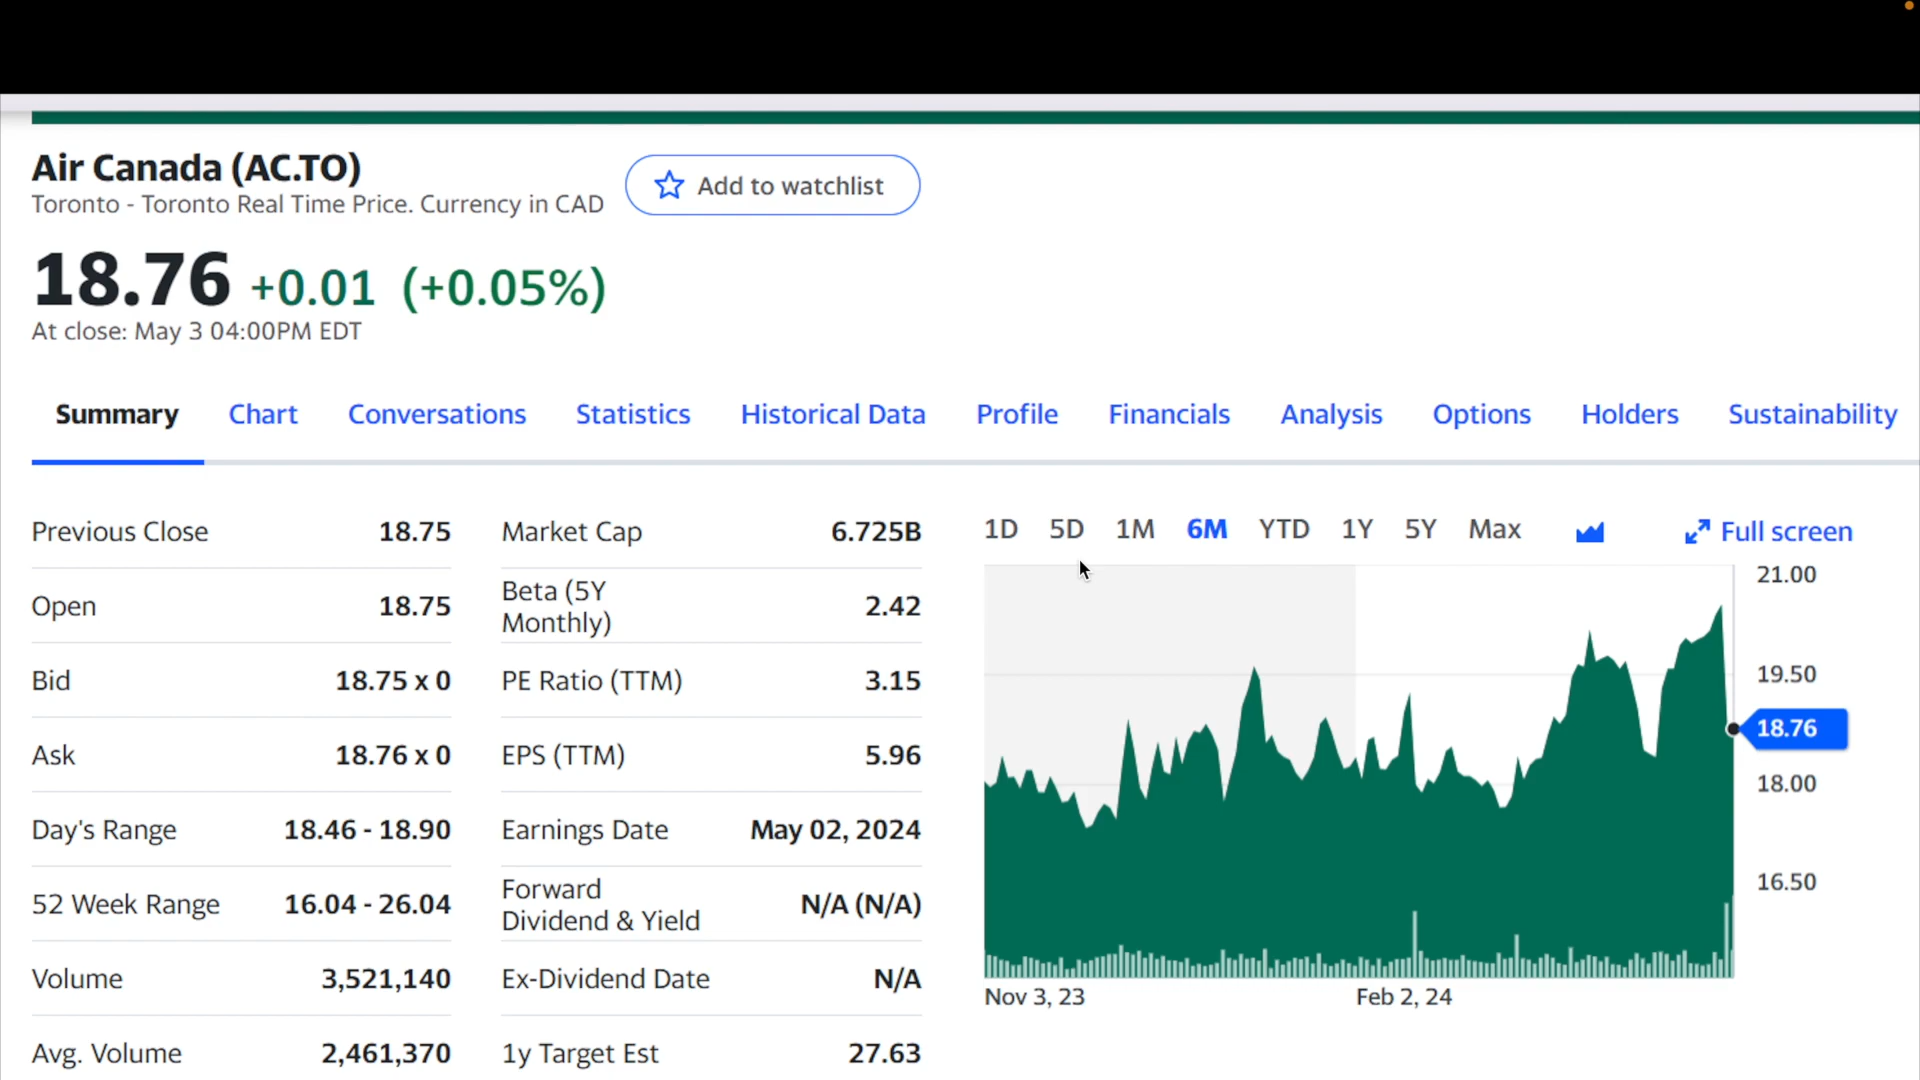 Air Canada (AC.TO)
Toronto - Toronto Real Time Price. Currency in CAD
Add to watchlist
18.76 +0.01 (+0.05%)
At close: May 3 04:00PM EDT
Summary Chart Conversations Statistics Historical Data Profile Financials Analysis Options Holders Sustainability
Previous Close 18.75
Open 18.75
Bid 18.75 x 0
Ask 18.76 x 0
Day's Range 18.46 - 18.90
52 Week Range 16.04 - 26.04
Volume 3,521,140
Avg. Volume 2,461,370
Market Cap 6.725B
Beta (5Y
Monthly) 2.42
PE Ratio (TTM) 3.15
EPS (TTM) 5.96
Earnings Date May 02, 2024
Forward
Dividend & Yield N/A (N/A)
Ex-Dividend Date N/A
1y Target Est 27.63
1D 5D 1M 6M YTD 1Y 5Y Max Full screen
21.00
19.50
18.76
18.00
16.50
Nov 3, 23 Feb 2, 24